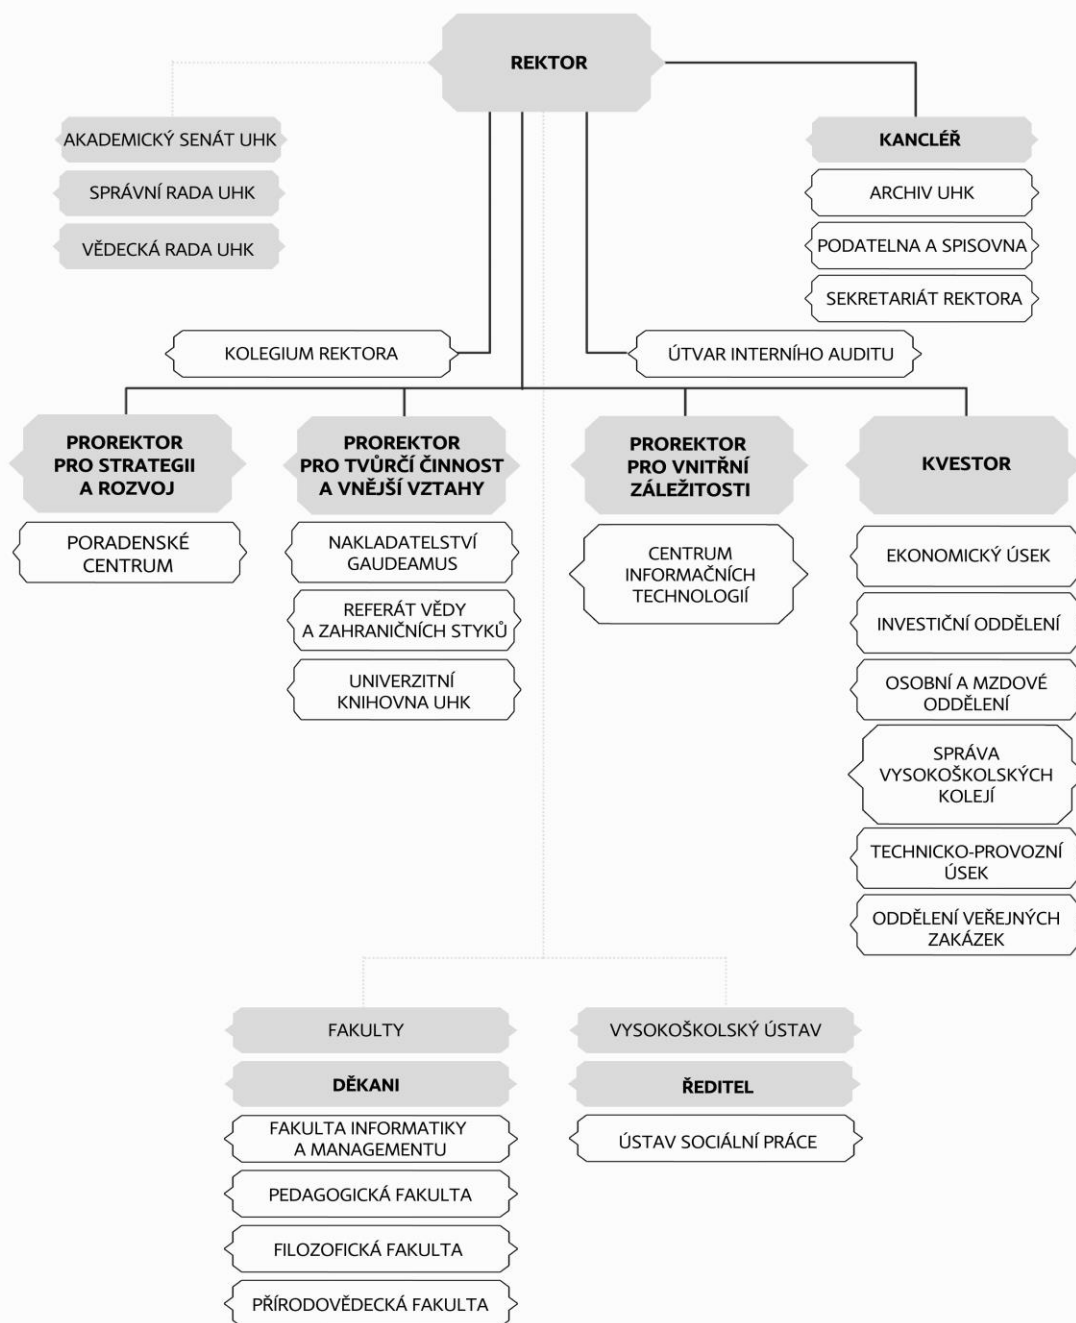 REKTOR
AKADEMICKÝ SENÁT UHK
SPRÁVNÍ RADA UHK
VĚDECKÁ RADA UHK
KANCLÉŘ
ARCHIV UHK
PODATELNA A SPISOVNA
SEKRETARIÁT REKTORA
KOLEGIUM REKTORA
ÚTVAR INTERNÍHO AUDITU
PROREKTOR
PRO STRATEGII
A ROZVOJ
PORADENSKÉ
CENTRUM
PROREKTOR
PRO TVŮRČÍ ČINNOST
A VNĚJŠÍ VZTAHY
NAKLADATELSTVÍ
GAUDEAMUS
REFERÁT VĚDY
A ZAHRANIČNÍCH STYKŮ
UNIVERZITNÍ
KNIHOVNA UHK
PROREKTOR
PRO VNITŘNÍ
ZÁLEŽITOSTI
CENTRUM
INFORMAČNÍCH
TECHNOLOGIÍ
KVESTOR
EKONOMICKÝ ÚSEK
INVESTIČNÍ ODDĚLENÍ
OSOBNÍ A MZDOVÉ
ODDĚLENÍ
SPRÁVA
VYSOKOŠKOLSKÝCH
KOLEJÍ
TECHNICKO-PROVOZNÍ
ÚSEK
ODDĚLENÍ VEŘEJNÝCH
ZAKÁZEK
FAKULTY
DĚKANI
FAKULTA INFORMATIKY
A MANAGEMENTU
PEDAGOGICKÁ FAKULTA
FILOZOFICKÁ FAKULTA
PŘÍRODOVĚDECKÁ FAKULTA
VYSOKOŠKOLSKÝ ÚSTAV
ŘEDITEL
ÚSTAV SOCIÁLNÍ PRÁCE